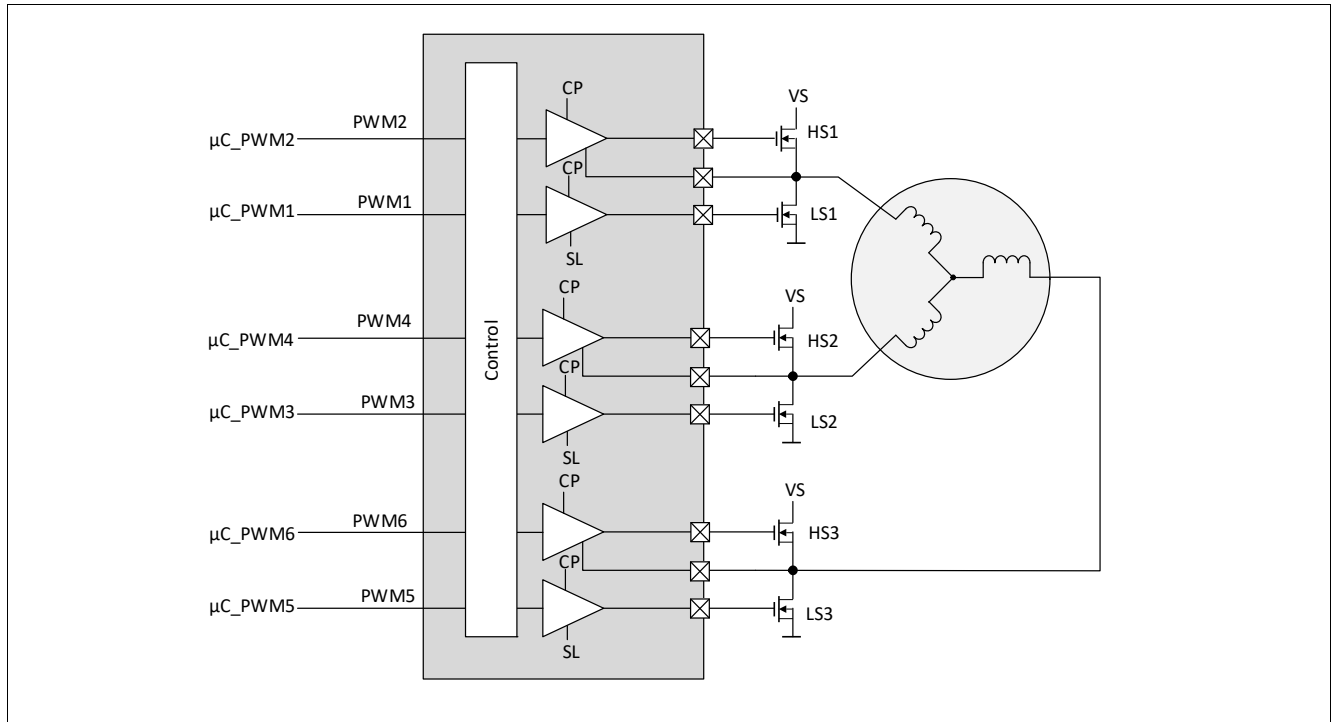 CP
VS
HS1
μC_PWM2
PWM2
CP
μC_PWM1
PWM1
LS1
SL
CP
VS
μC_PWM4
PWM4
HS2
Control
CP
μC_PWM3
PWM3
LS2
SL
CP
VS
μC_PWM6
PWM6
HS3
CP
μC_PWM5
PWM5
LS3
SL